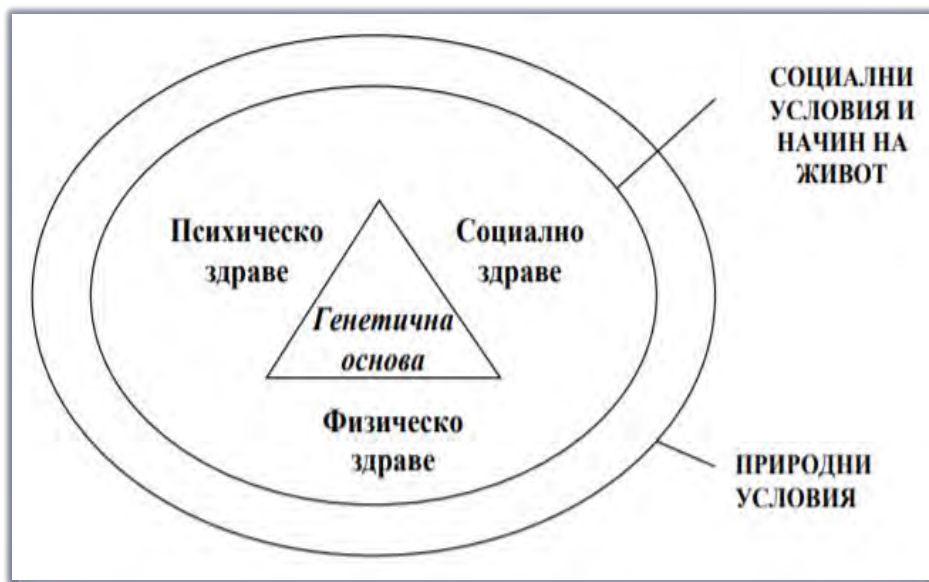 СОЦИАЛНИ
УСЛОВИЯ И
НАЧИН НА
ЖИВОТ
Психическо
здраве
Социално
здраве
Генетична
основа
Физическо
здраве
ПРИРОДНИ
УСЛОВИЯ